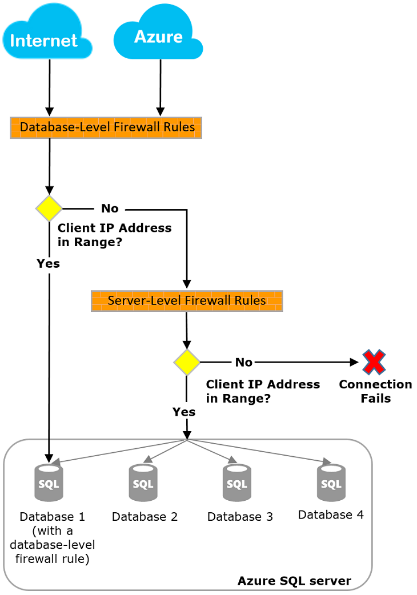 Internet
Azure
Database-Level Firewall Rules
No
Client IP Address
in Range?
Yes
Server-Level Firewall Rules
No
Client IP Address
in Range?
Connection
Fails
Yes
SQL
SQL
SQL
SQL
Database 1
(with a
database-level
firewall rule)
Database 2
Database 3
Database 4
Azure SQL server